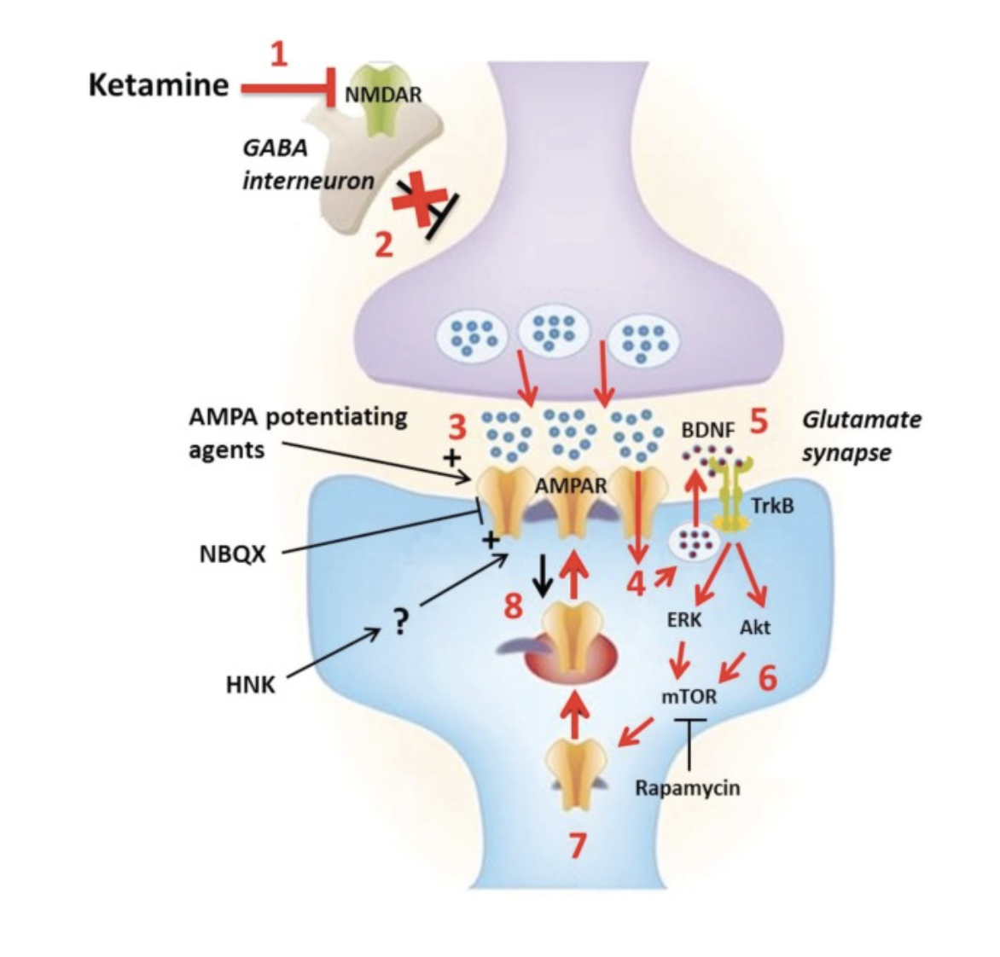 1
Ketamine
NMDAR
GABA
interneuron
2
AMPA potentiating
agents
3
+
BDNF
5
Glutamate
synapse
AMPAR
TrkB
NBQX
+
4
8
?
ERK
Akt
HNK
6
mTOR
Rapamycin
7